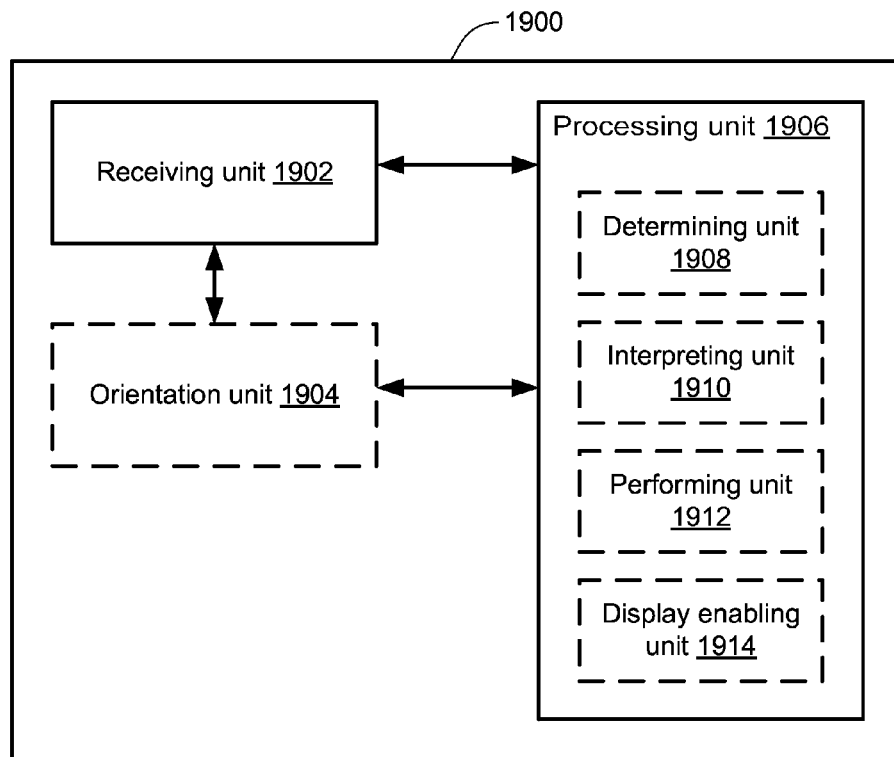 1900
Receiving unit 1902
Orientation unit 1904
Processing unit 1906
Determining unit
1908
Interpreting unit
1910
Performing unit
1912
Display enabling
unit 1914